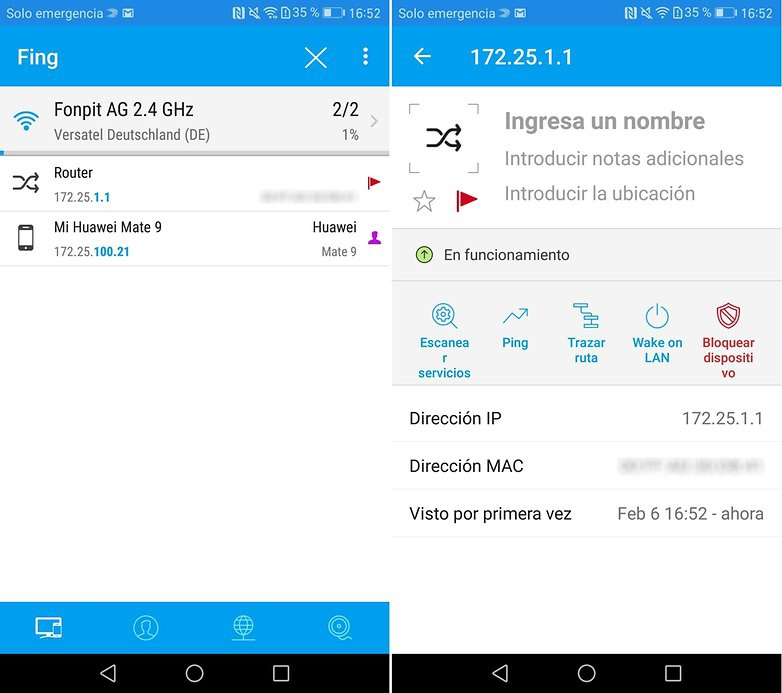 Solo emergencia 35 % 16:52
Fing
Fonpit AG 2.4 GHz 2/2
Versatel Deutschland (DE) 1%
Router
172.25.1.1
Mi Huawei Mate 9 Huawei
172.25.100.21 Mate 9
Solo emergencia 35 % 16:52
172.25.1.1
Ingresa un nombre
Introducir notas adicionales
Introducir la ubicación
En funcionamiento
Escanea
r
servicios
Ping
Trazar
ruta
Wake on
LAN
Bloquear
dispositi
vo
Dirección IP 172.25.1.1
Dirección MAC
Visto por primera vez Feb 6 16:52 - ahora